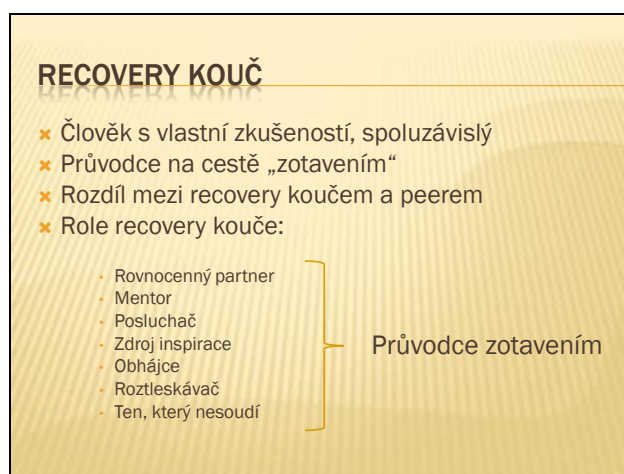 RECOVERY KOUČ
Člověk s vlastní zkušeností, spoluzávislý
Průvodce na cestě „zotavením“
Rozdíl mezi recovery koučem a peerem
Role recovery kouče:
Rovnocenný partner
Mentor
Posluchač
Zdroj inspirace
Obhájce
Roztleskávač
Ten, který nesoudí
Průvodce zotavením